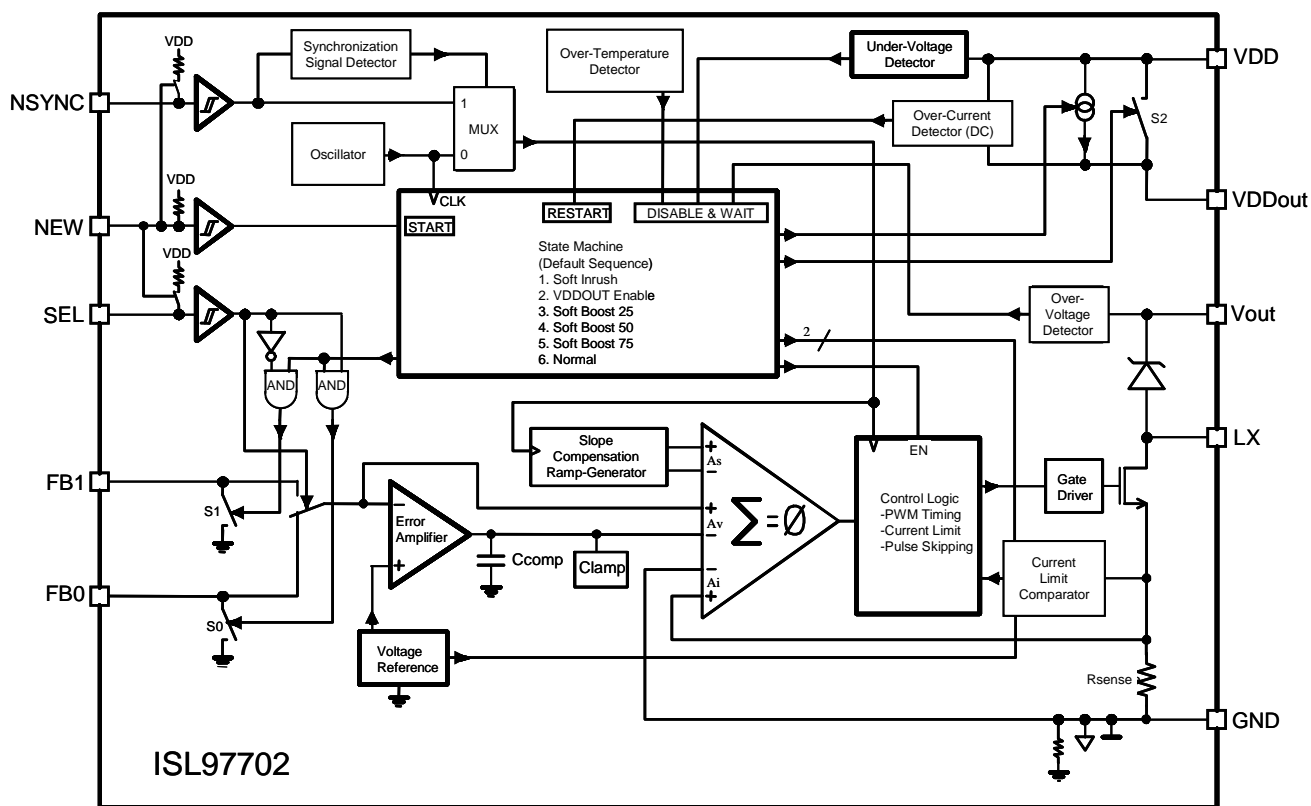 VDD
Synchronization
Signal Detector
Over-Temperature
Detector
Under-Voltage
Detector
VDD
NSYNC
1
MUX
0
Over-Current
Detector (DC)
S2
Oscillator
VDD
CLK
VDDout
NEW
START
RESTART
DISABLE & WAIT
VDD
State Machine
(Default Sequence)
1. Soft Inrush
2. VDDOUT Enable
3. Soft Boost 25
4. Soft Boost 50
5. Soft Boost 75
6. Normal
SEL
Over-
Voltage
Detector
Vout
2
AND
AND
LX
Slope
Compensation
Ramp-Generator
+
As
−
EN
FB1
S1
Gate
Driver
−
Error
Amplifier
+
+
Av
−
Σ=Ø
Control Logic
-PWM Timing
-Current Limit
-Pulse Skipping
Ccomp
Clamp
−
Ai
+
Current
Limit
Comparator
FB0
S0
Voltage
Reference
Rsense
GND
ISL97702